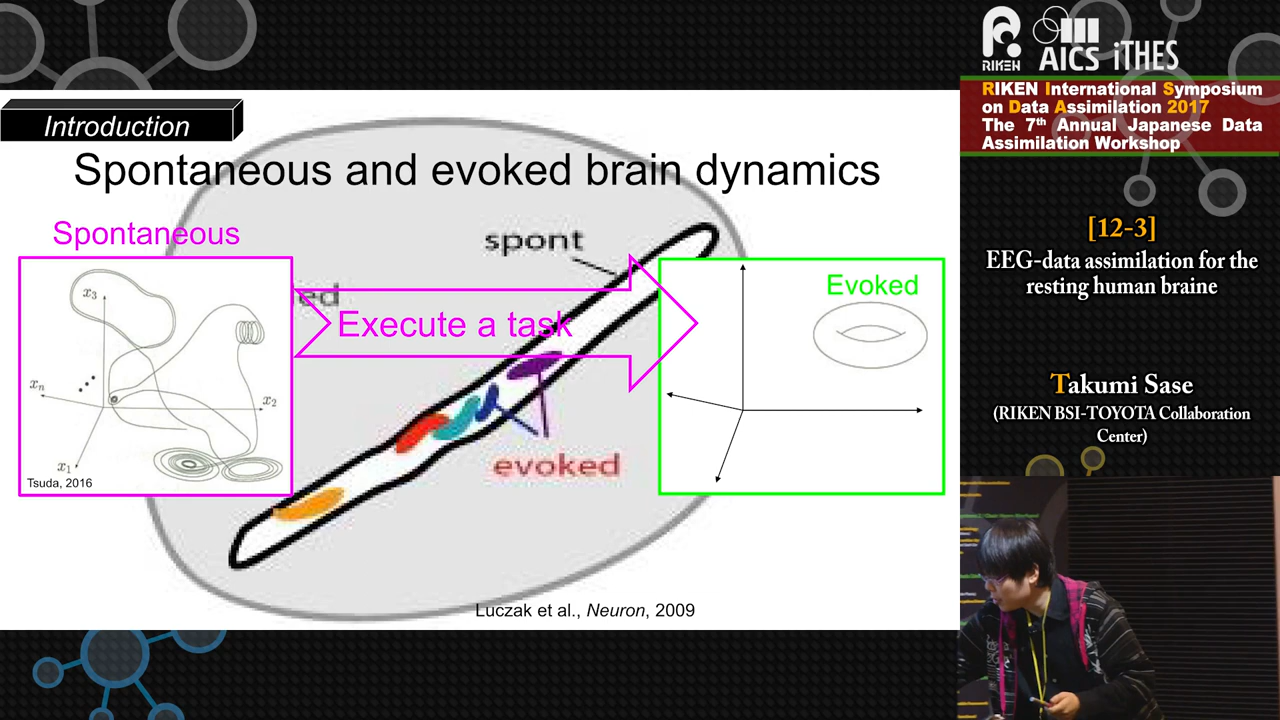 Introduction
Spontaneous and evoked brain dynamics
Spontaneous
x3
xn
x2
x1
Tsuda, 2016
Execute a task
spont
evoked
Evoked
Luczak et al., Neuron, 2009
RIKEN AICS iTHES
RIKEN International Symposium
on Data Assimilation 2017
The 7th Annual Japanese Data
Assimilation Workshop
[12-3]
EEG-data assimilation for the
resting human braine
Takumi Sase
(RIKEN BSI-TOYOTA Collaboration
Center)